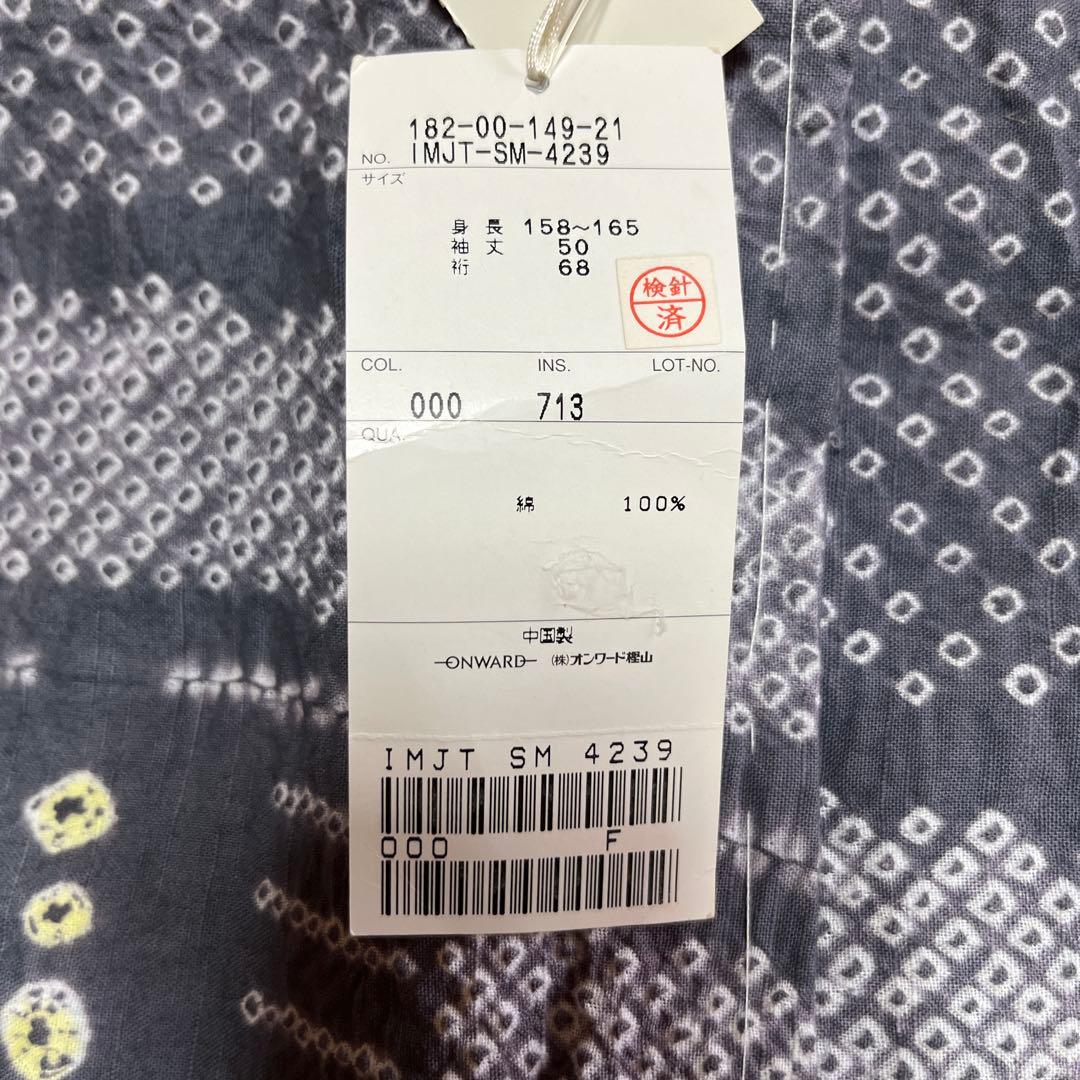 182-00-149-21
NO. IMJT-SM-4239
サイズ
身長 158~165
袖丈 50
裄 68
検針
済
COL. INS. LOT-NO.
000 713
QUA.
綿 100%
中国製
ONWARD (株)オンワード樫山
IMJT SM 4239
000 F